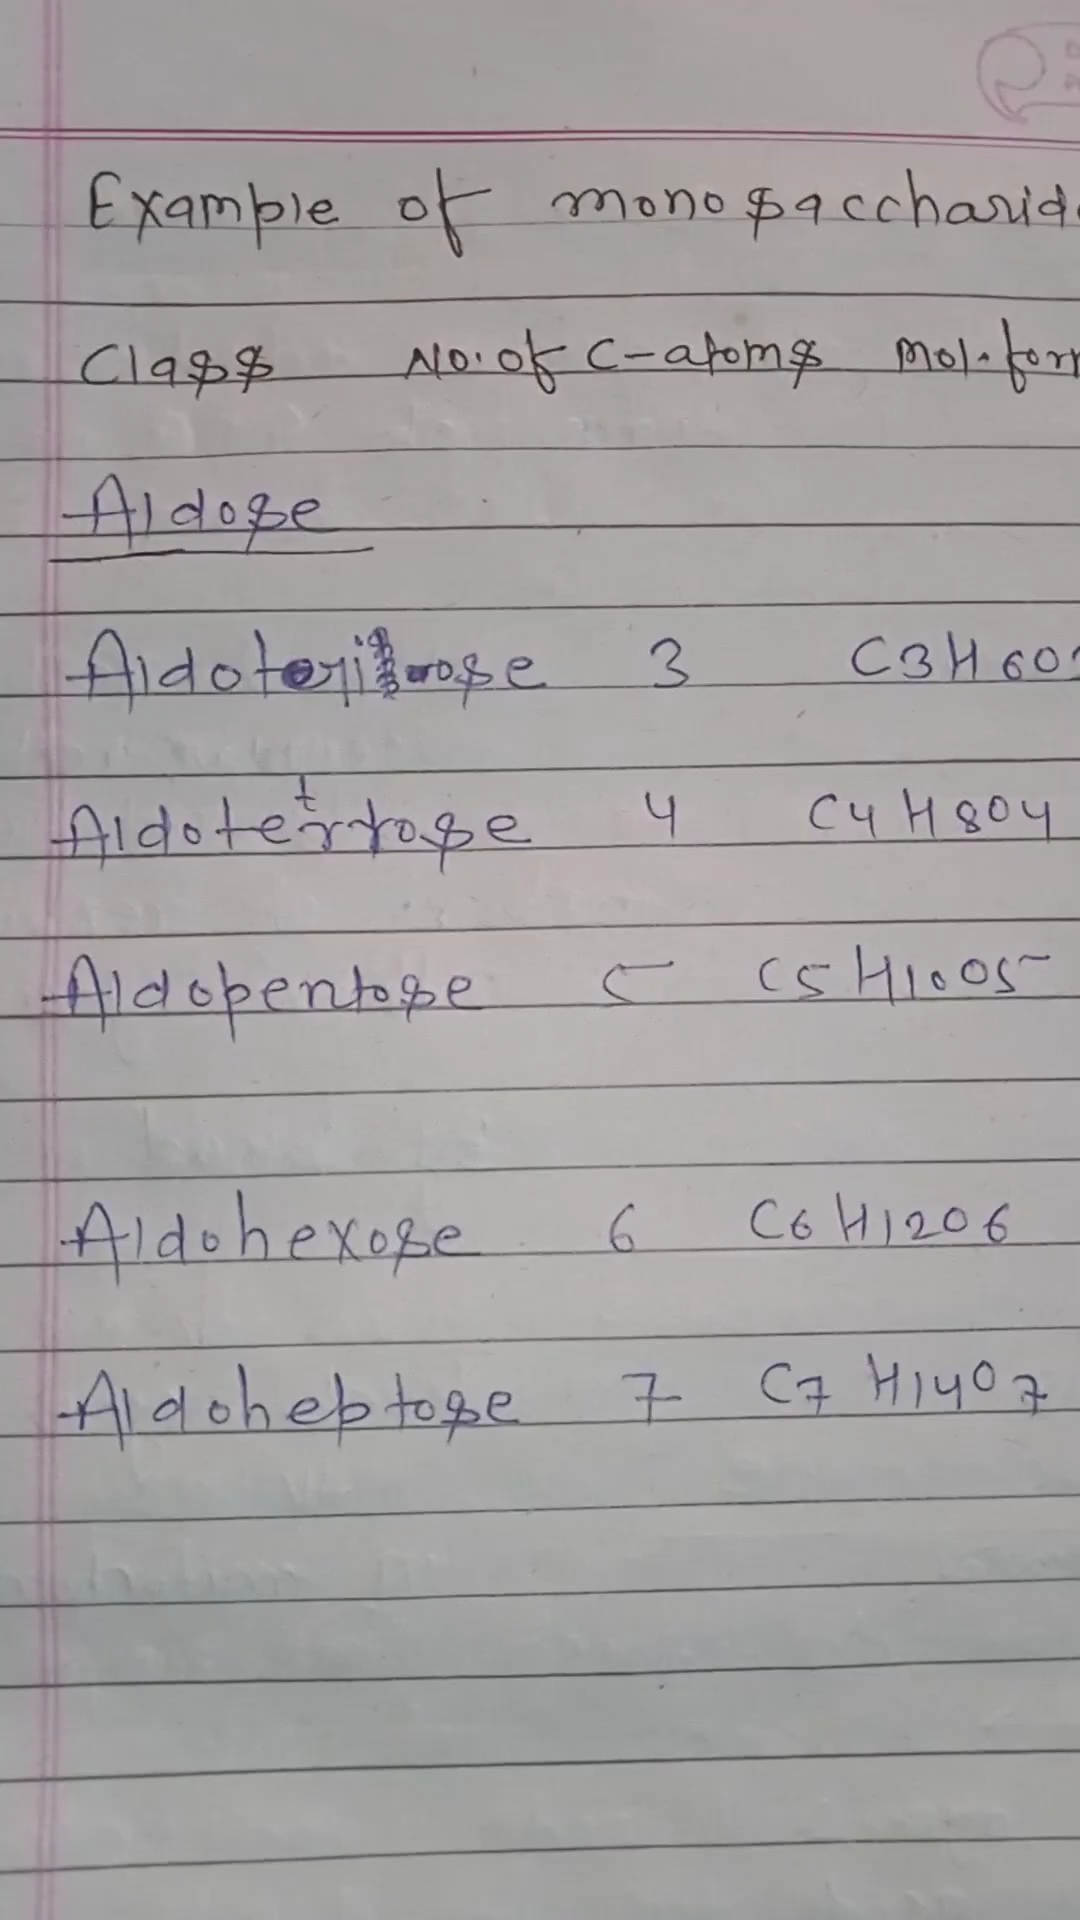 Example of monosaccharid
Class No. of C-atoms Mol. for
Aldose
3 C3H6O
Aldotetrose 4 C4H8O4
Aldopentose 5 C5H10O5
Aldohexose 6 C6H12O6
Aldoheptose 7 C7H14O7